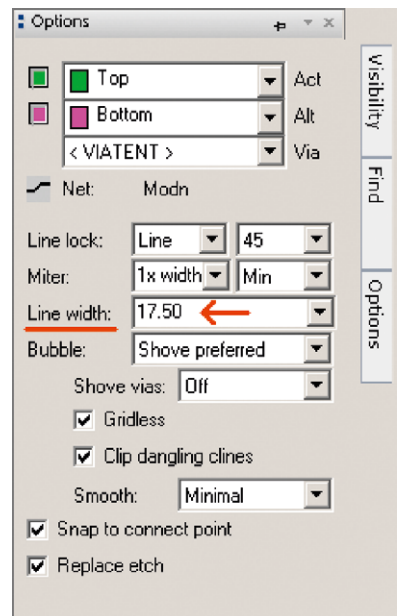 Options
Top Act
Bottom Alt
< VIATENT > Via
Net: Modn
Line lock: Line 45
Miter: 1x width Min
Line width: 17.50
Bubble: Shove preferred
Shove vias: Off
Gridless
Clip dangling clines
Smooth: Minimal
Snap to connect point
Replace etch
Visibility
Find
Options